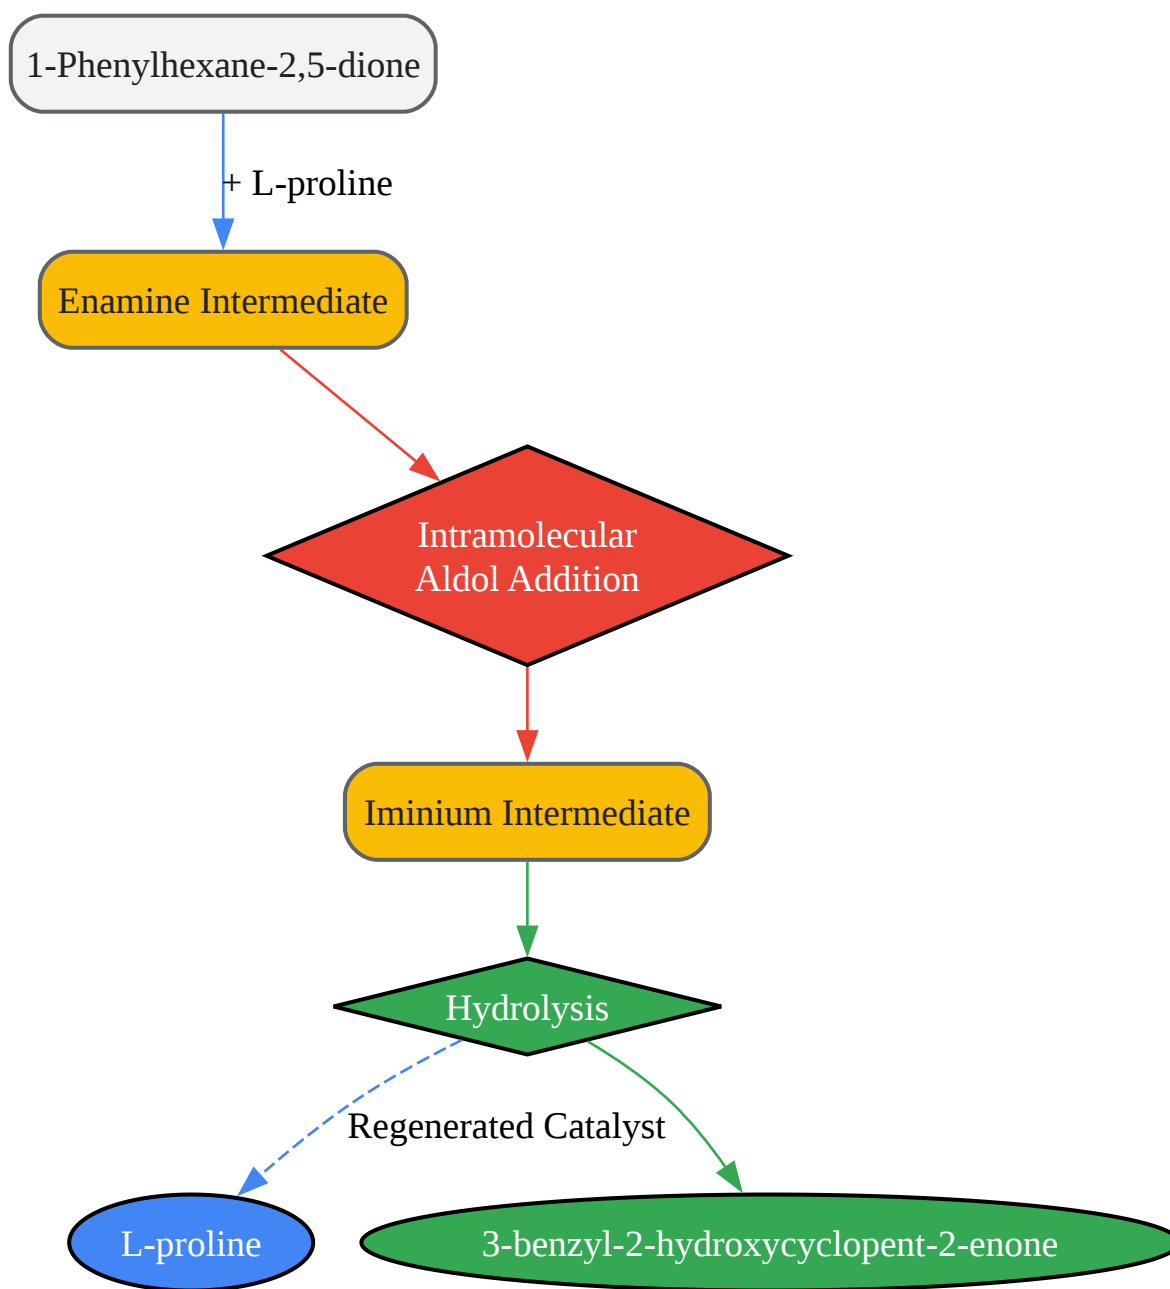 1-Phenylhexane-2,5-dione
+ L-proline
Enamine Intermediate
Intramolecular
Aldol Addition
Iminium Intermediate
Hydrolysis
Regenerated Catalyst
L-proline
3-benzyl-2-hydroxycyclopent-2-enone